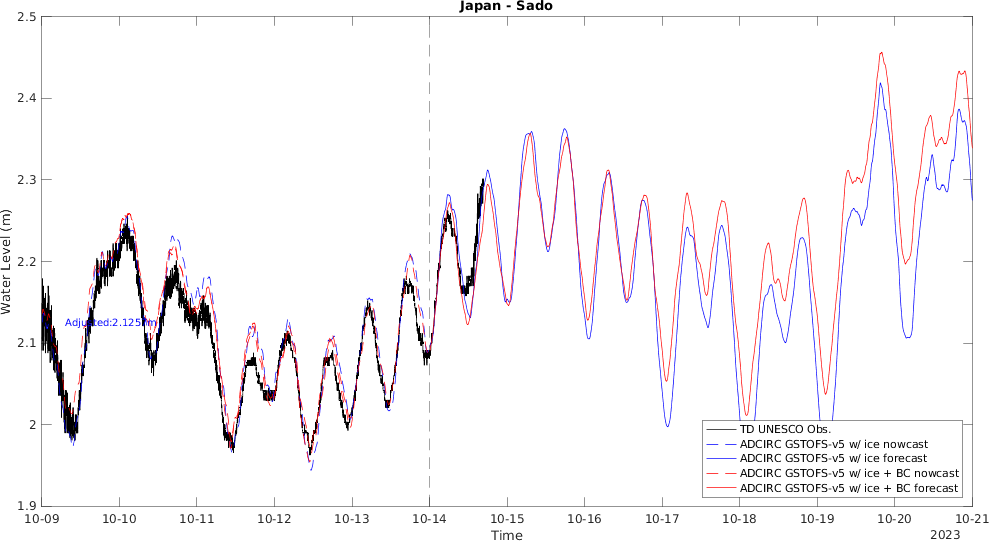 Japan - Sado
2.5
2.4
2.3
2.2
2.1
2
1.9
Water Level (m)
Adjusted:2.125 m
TD UNESCO Obs.
ADCIRC GSTOFS-v5 w/ ice nowcast
ADCIRC GSTOFS-v5 w/ ice forecast
ADCIRC GSTOFS-v5 w/ ice + BC nowcast
ADCIRC GSTOFS-v5 w/ ice + BC forecast
10-09 10-10 10-11 10-12 10-13 10-14 10-15 10-16 10-17 10-18 10-19 10-20 10-21
Time
2023